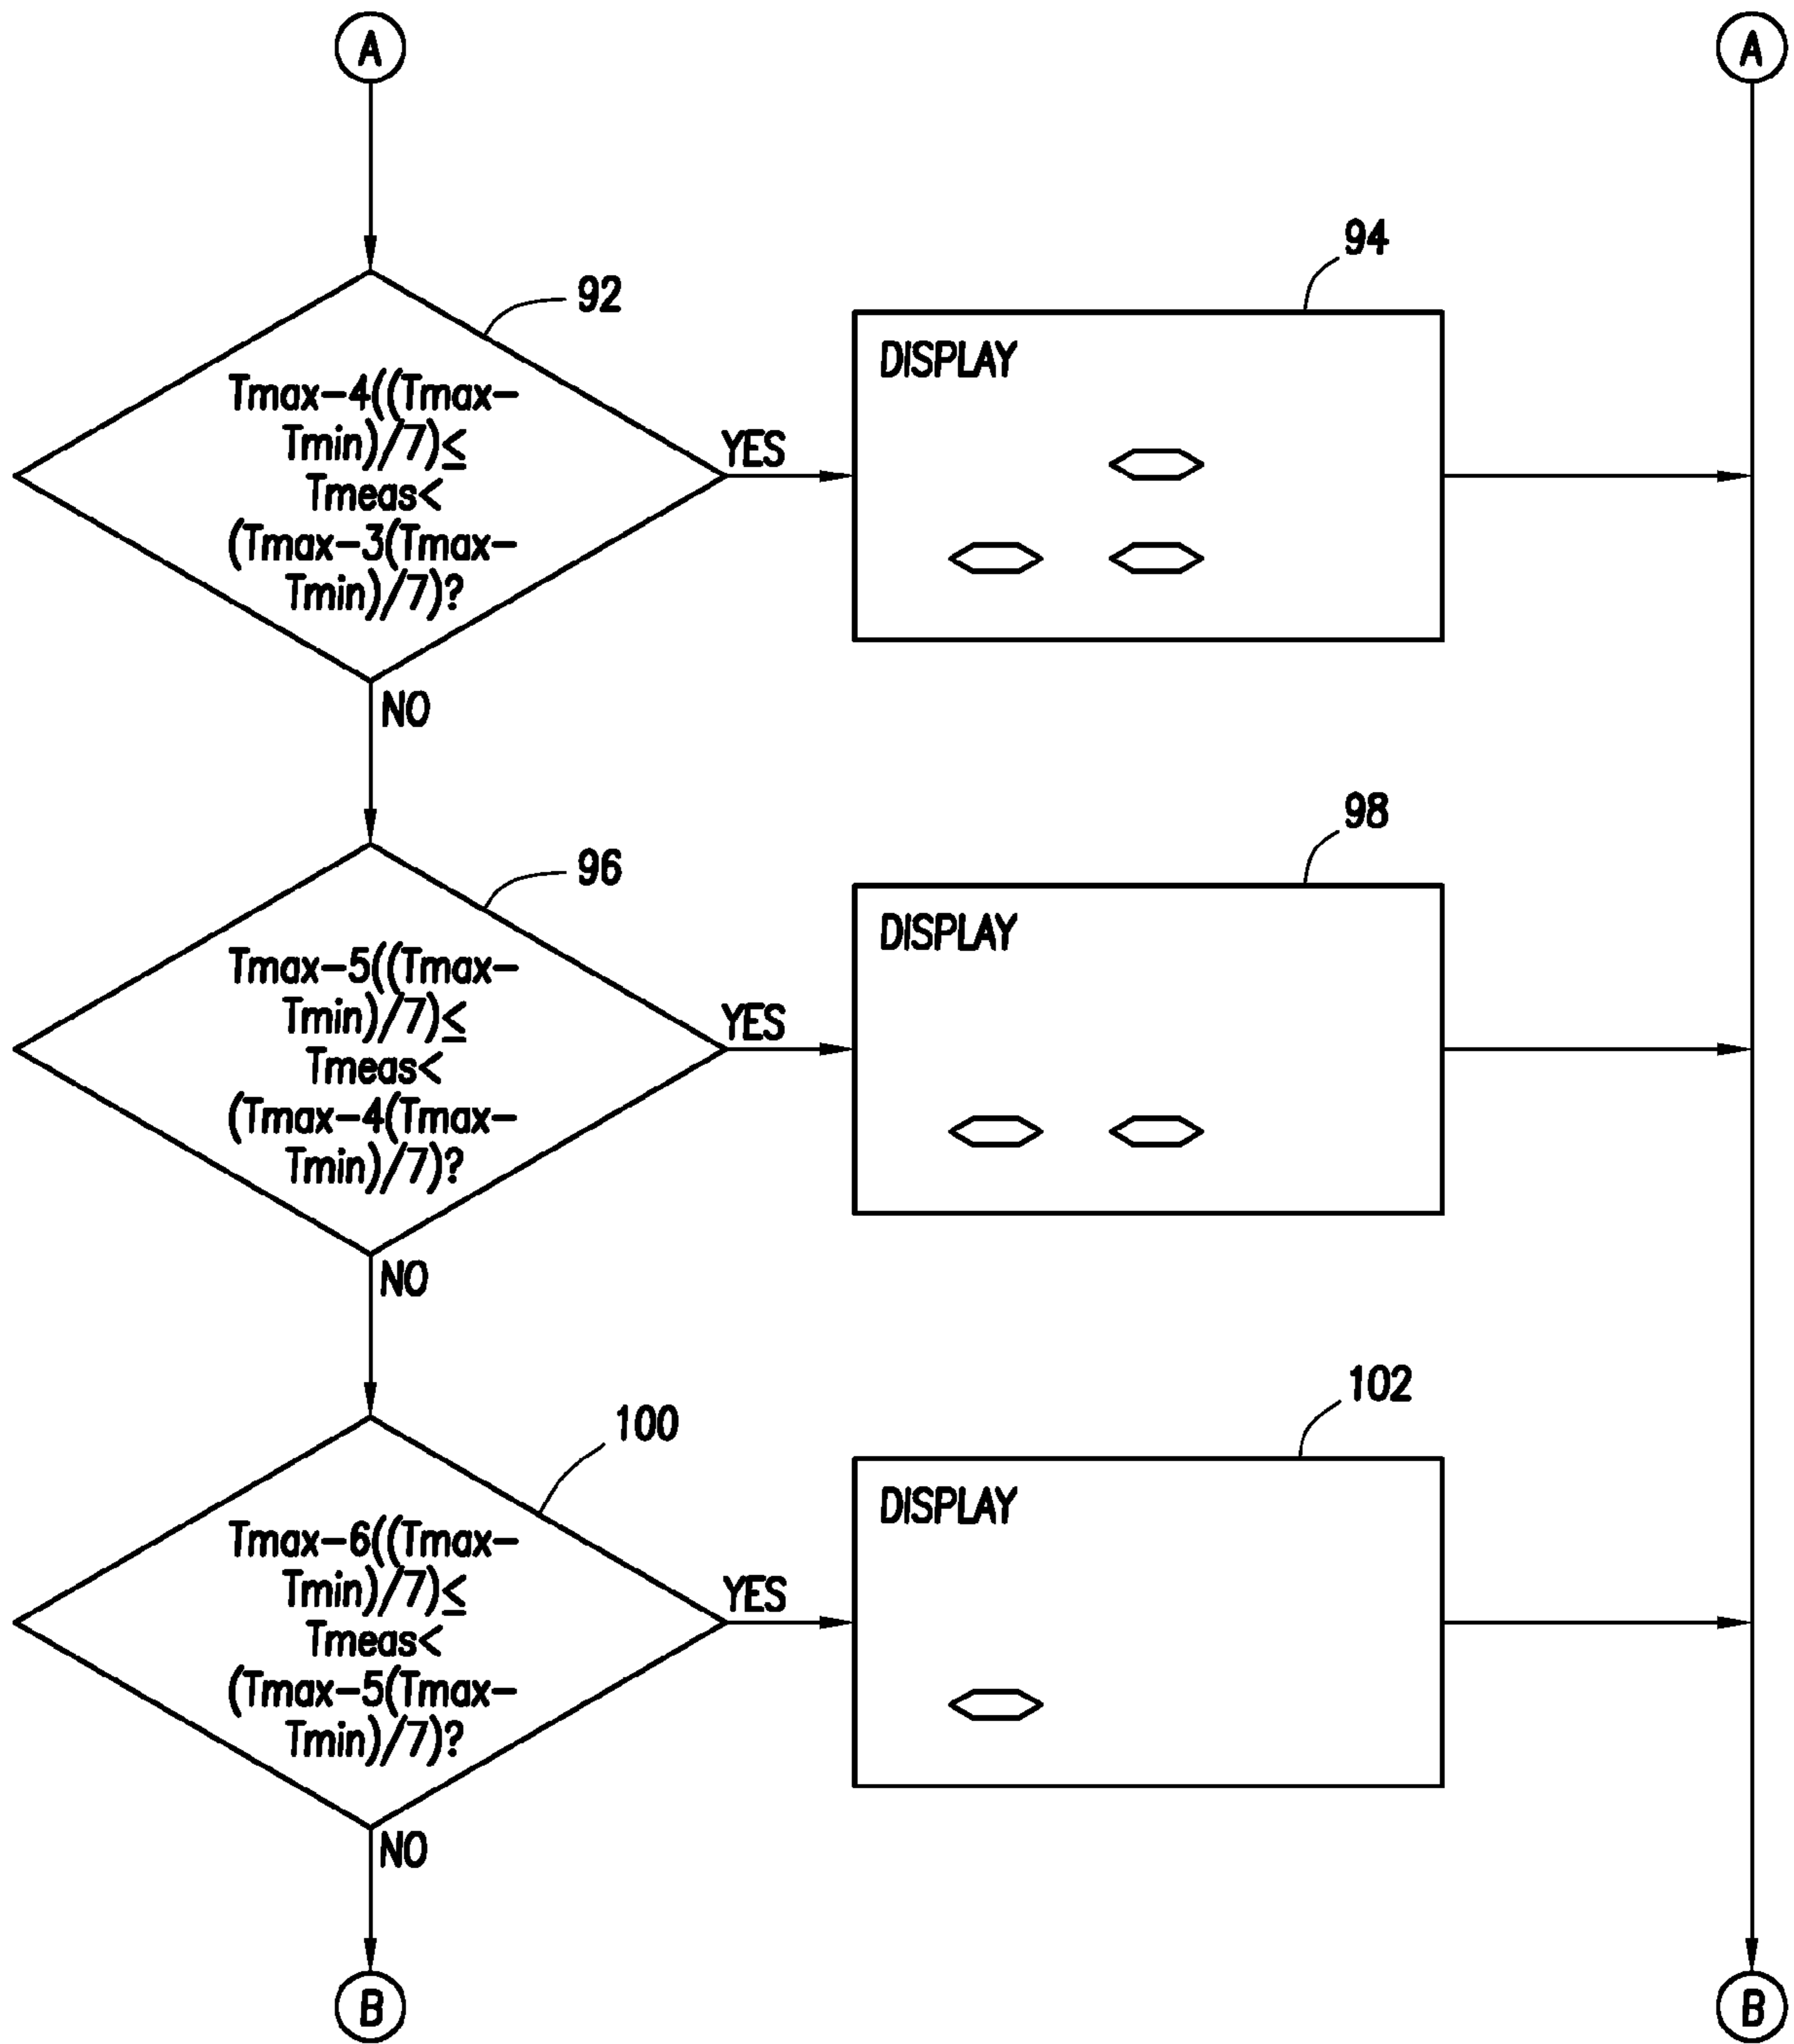 A
A
92
94
Tmax-4((Tmax-
Tmin)/7)≤
Tmeas<
(Tmax-3(Tmax-
Tmin)/7)?
YES
DISPLAY
NO
96
98
Tmax-5((Tmax-
Tmin)/7)≤
Tmeas<
(Tmax-4(Tmax-
Tmin)/7)?
YES
DISPLAY
NO
100
102
Tmax-6((Tmax-
Tmin)/7)≤
Tmeas<
(Tmax-5(Tmax-
Tmin)/7)?
YES
DISPLAY
NO
B
B